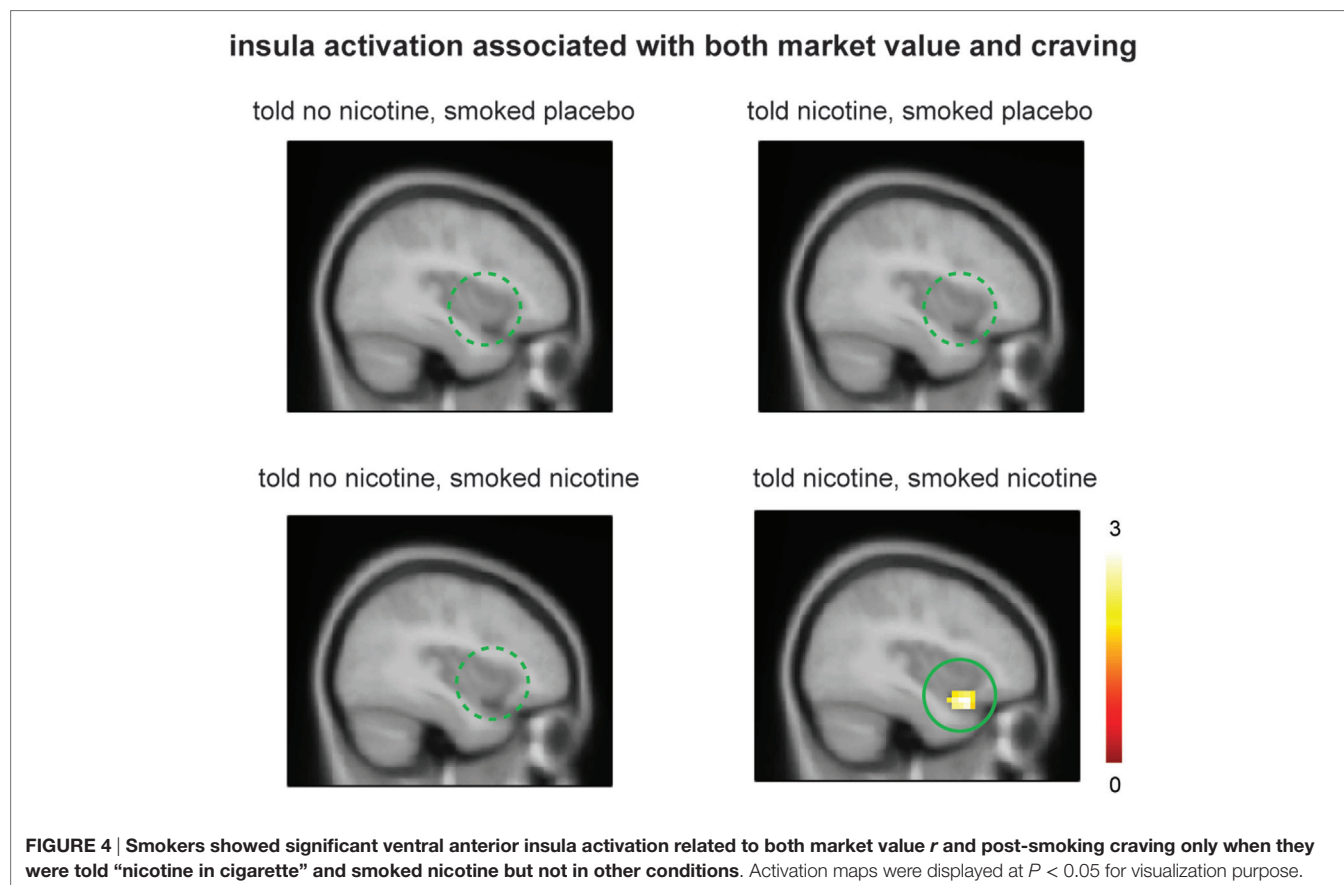 insula activation associated with both market value and craving
told no nicotine, smoked placebo
told nicotine, smoked placebo
told no nicotine, smoked nicotine
told nicotine, smoked nicotine
3
0
FIGURE 4 | Smokers showed significant ventral anterior insula activation related to both market value r and post-smoking craving only when they
were told “nicotine in cigarette” and smoked nicotine but not in other conditions. Activation maps were displayed at P < 0.05 for visualization purpose.